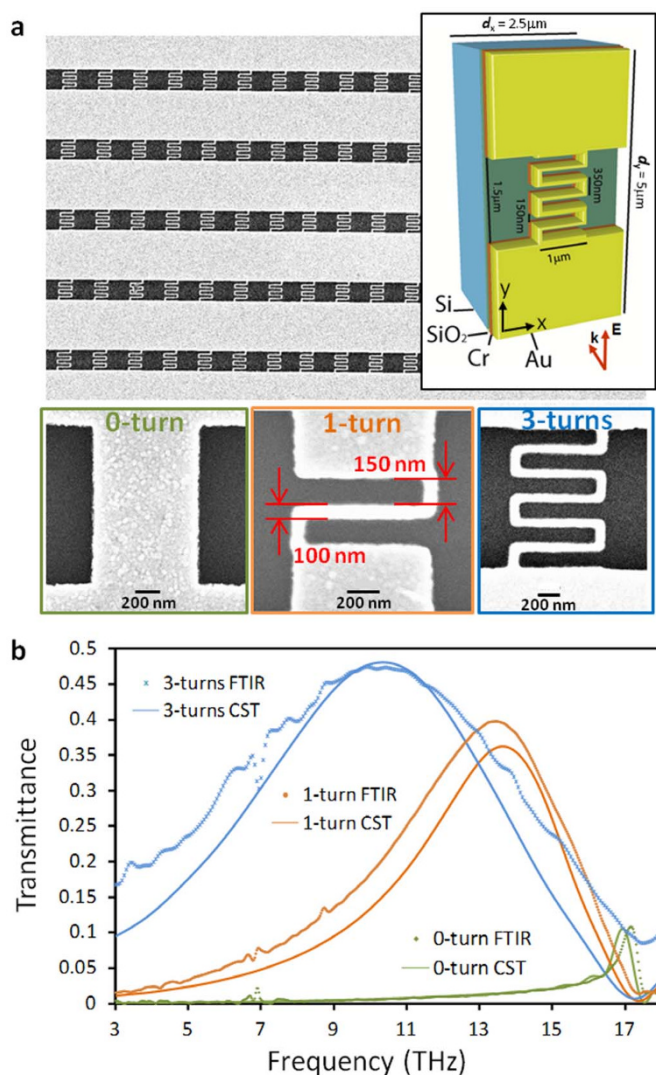 a
dx = 2.5μm
dy = 5μm
1.5μm
150nm
350nm
1μm
Si
SiO2
Cr
Au
y
x
k
E
0-turn
200 nm
1-turn
150 nm
100 nm
200 nm
3-turns
200 nm
b
0.5
0.45
0.4
0.35
0.3
0.25
0.2
0.15
0.1
0.05
0
Transmittance
3-turns FTIR
3-turns CST
1-turn FTIR
1-turn CST
0-turn FTIR
0-turn CST
3 5 7 9 11 13 15 17
Frequency (THz)